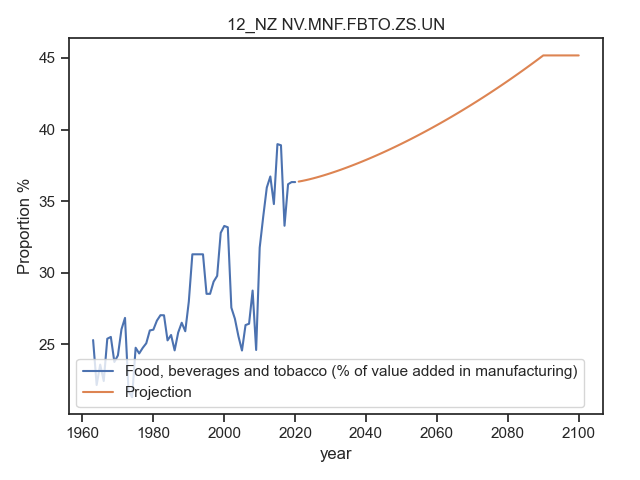 12_NZ NV.MNF.FBTO.ZS.UN
45
40
35
30
25
Proportion %
Food, beverages and tobacco (% of value added in manufacturing)
Projection
1960 1980 2000 2020 2040 2060 2080 2100
year